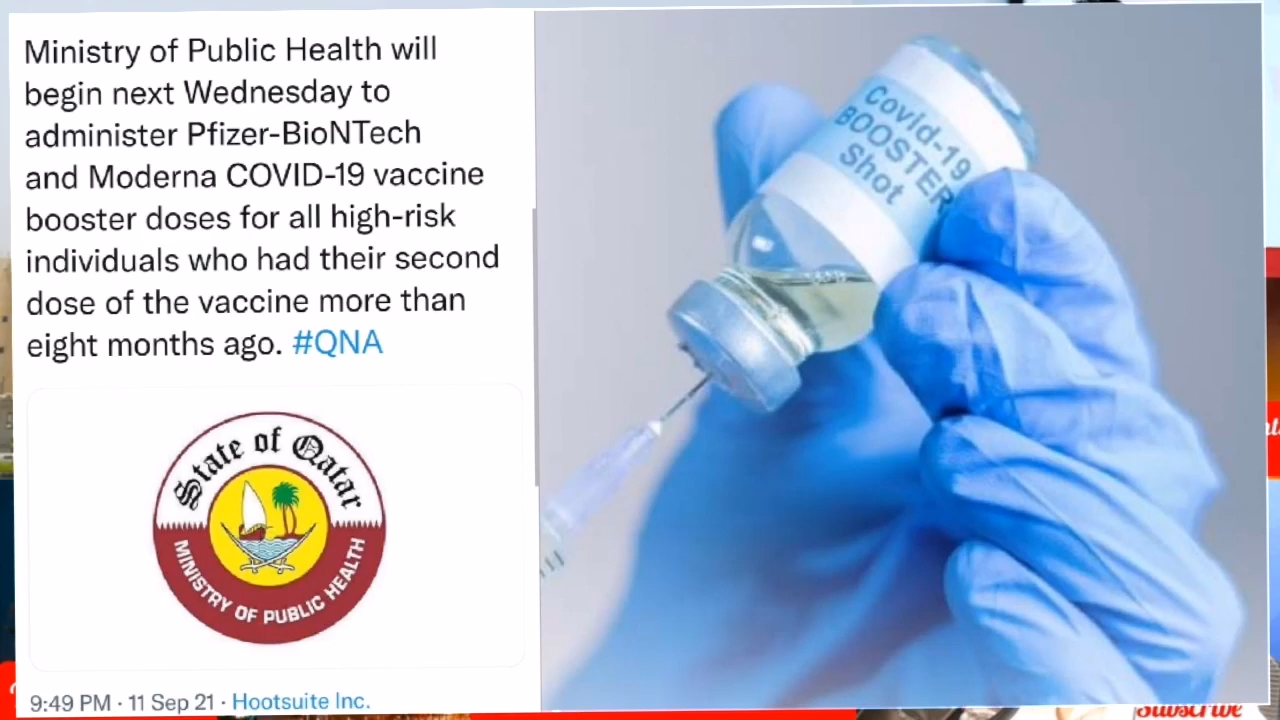 Ministry of Public Health will
begin next Wednesday to
administer Pfizer-BioNTech
and Moderna COVID-19 vaccine
booster doses for all high-risk
individuals who had their second
dose of the vaccine more than
eight months ago. #QNA
State of Qatar
MINISTRY OF PUBLIC HEALTH
9:49 PM · 11 Sep 21 · Hootsuite Inc.
Covid-19
BOOSTER
Shot
Subscribe